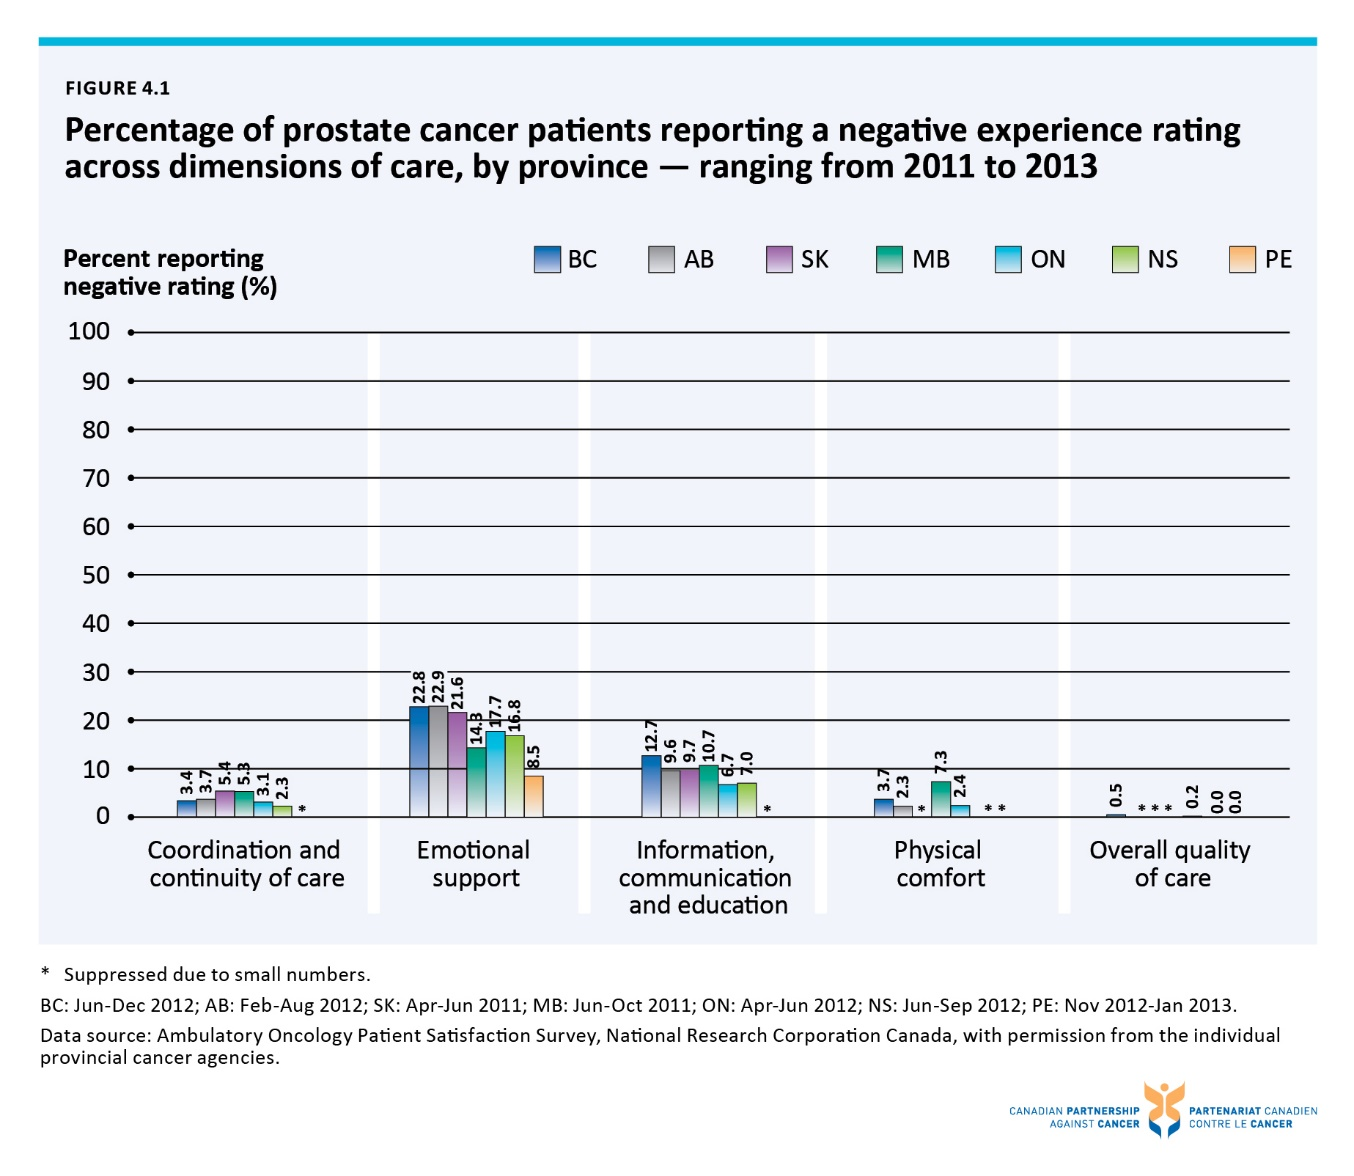 FIGURE 4.1
Percentage of prostate cancer patients reporting a negative experience rating
across dimensions of care, by province — ranging from 2011 to 2013
Percent reporting
negative rating (%)
BC AB SK MB ON NS PE
100
90
80
70
60
50
40
30
20
10
0
3.4 3.7 5.4 5.3 3.1 2.3 *
22.8 22.9 21.6 14.3 17.7 16.8 8.5
12.7 9.6 9.7 10.7 6.7 7.0 *
3.7 2.3 * 7.3 2.4 * *
0.5 * * * 0.2 0.0 0.0
Coordination and
continuity of care
Emotional
support
Information,
communication
and education
Physical
comfort
Overall quality
of care
* Suppressed due to small numbers.
BC: Jun-Dec 2012; AB: Feb-Aug 2012; SK: Apr-Jun 2011; MB: Jun-Oct 2011; ON: Apr-Jun 2012; NS: Jun-Sep 2012; PE: Nov 2012-Jan 2013.
Data source: Ambulatory Oncology Patient Satisfaction Survey, National Research Corporation Canada, with permission from the individual
provincial cancer agencies.
CANADIAN PARTNERSHIP
AGAINST CANCER
PARTENARIAT CANADIEN
CONTRE LE CANCER